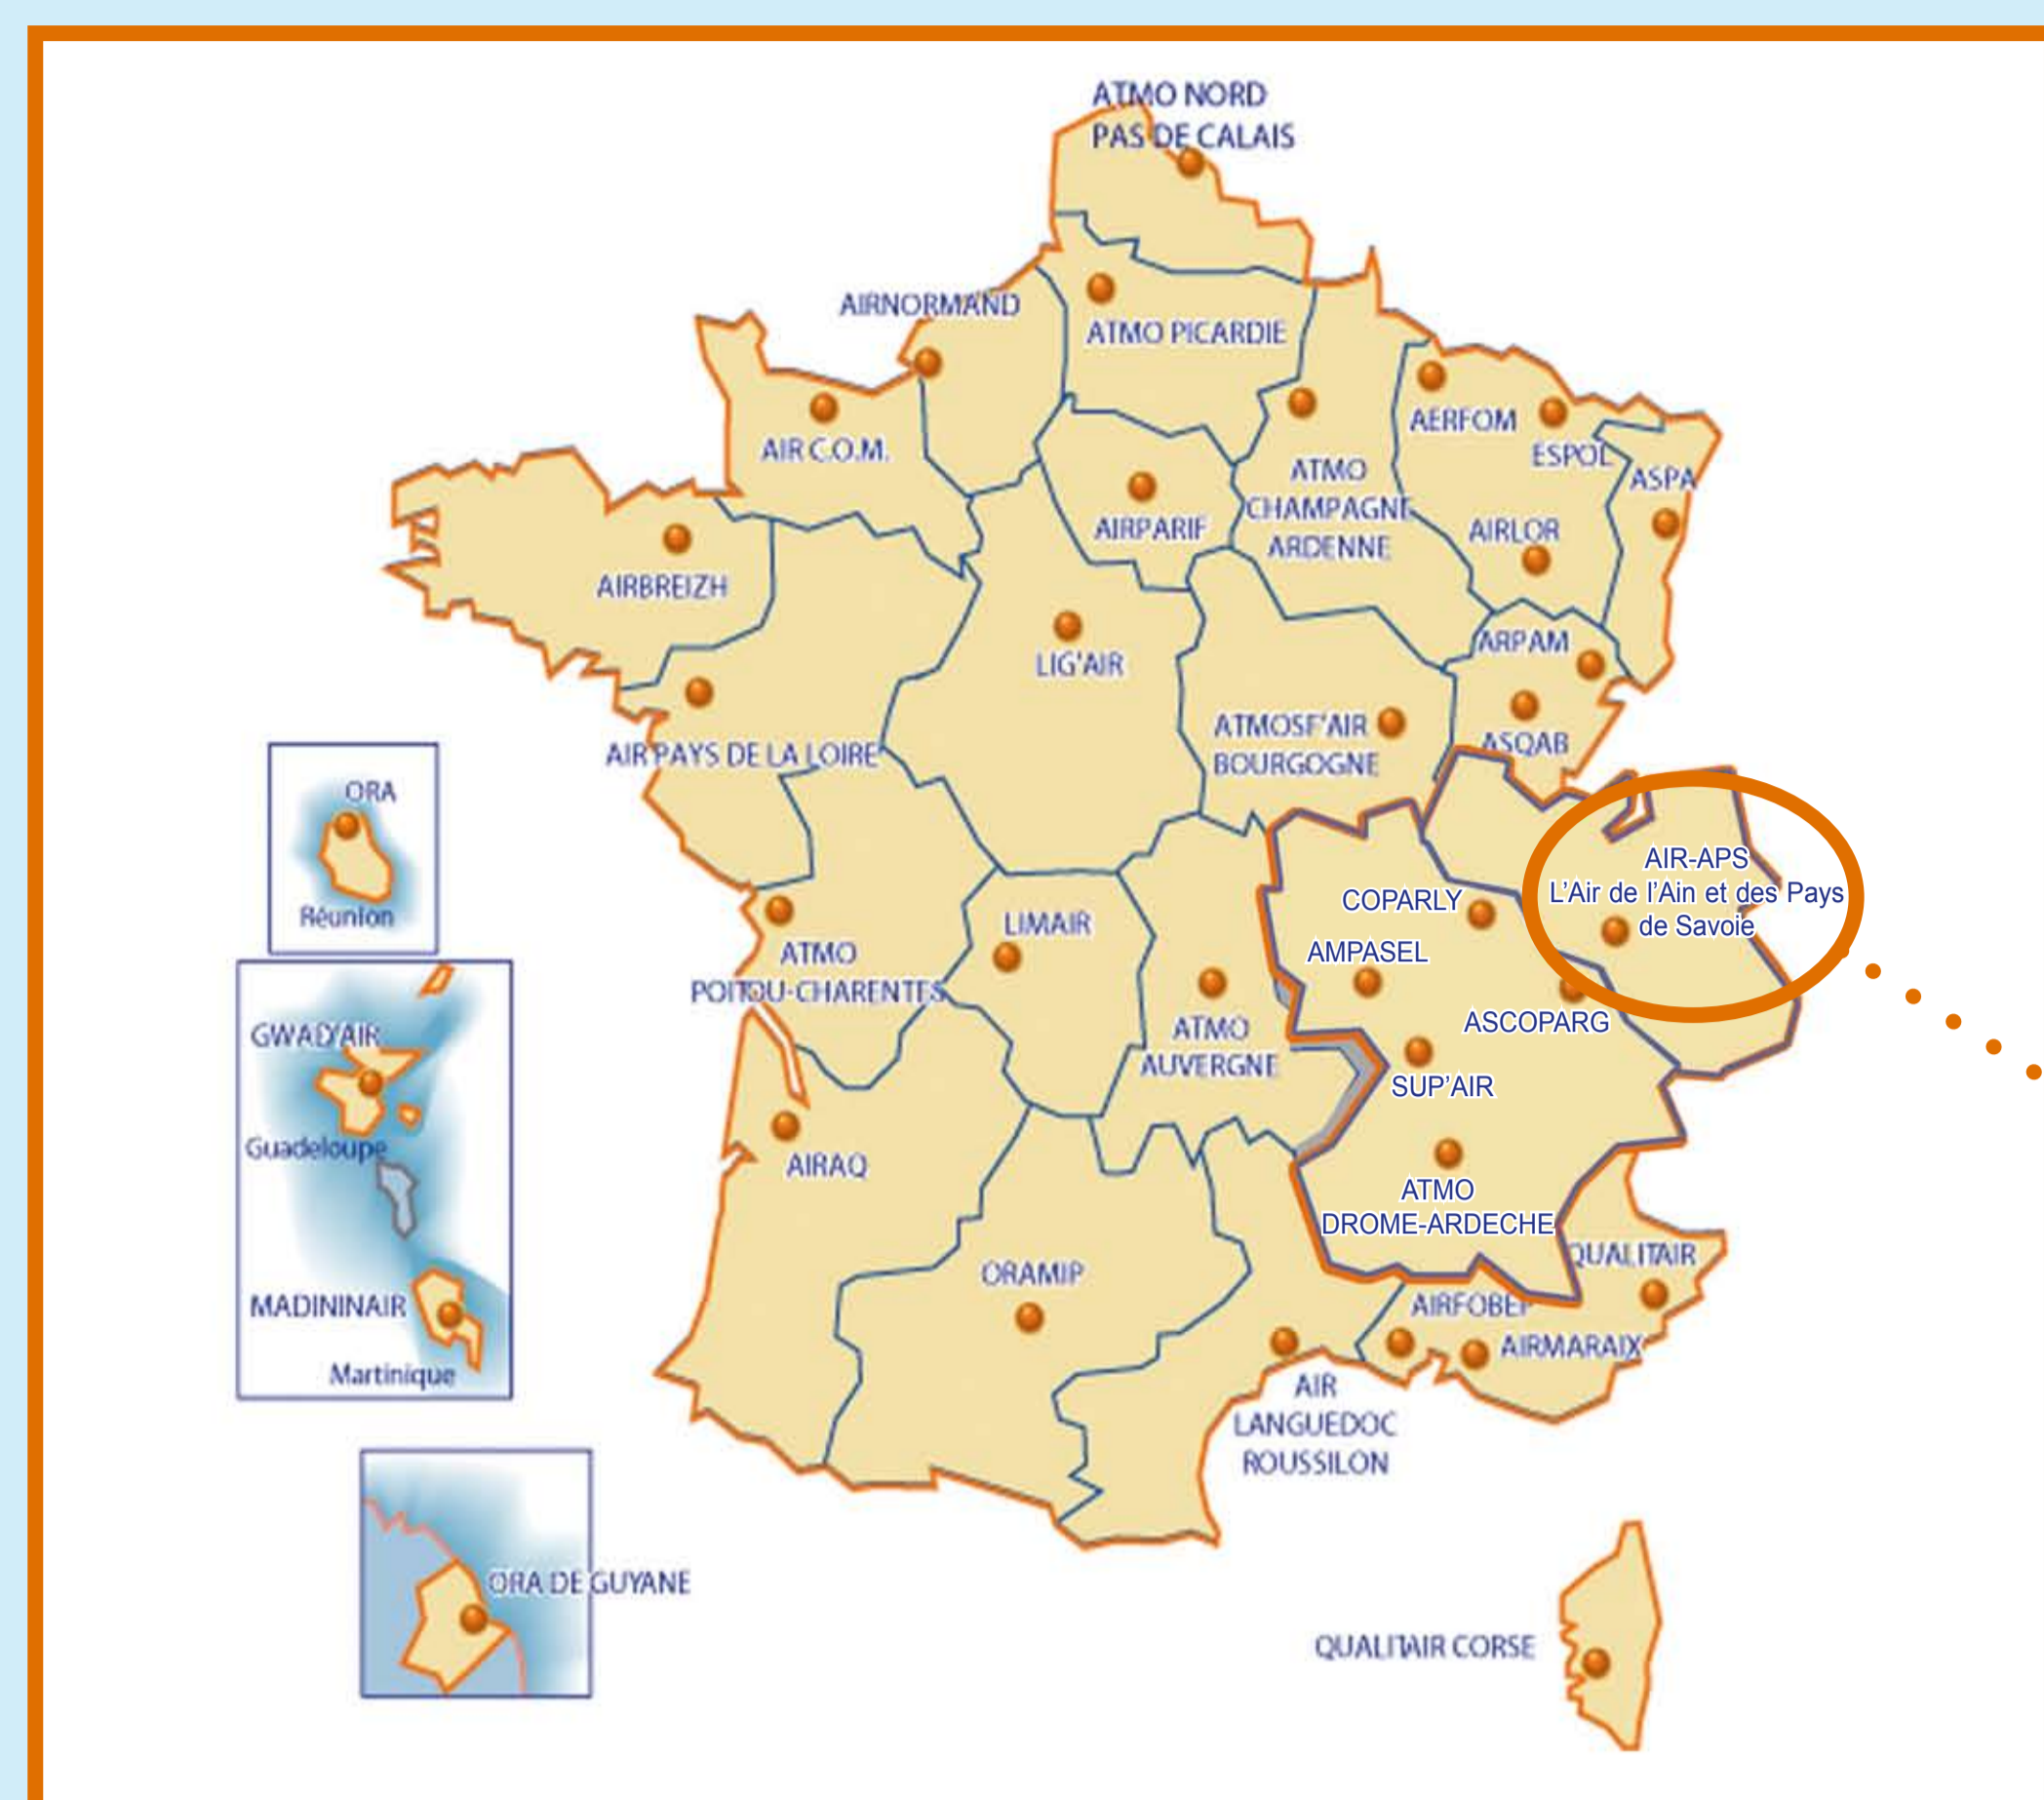 ATMO NORD
PAS DE CALAIS
AIRNORMAND
ATMO PICARDIE
AERFOM
AIR C.O.M.
ESPOL
ATMO
CHAMPAGNE
ARDENNE
ASPA
AIRPARIF
AIRLOR
AIRBREIZH
ARPAM
LIG'AIR
ATMOSF'AIR
BOURGOGNE
ASQAB
AIR PAYS DE LA LOIRE
ORA
Réunion
AIR-APS
L'Air de l'Ain et des Pays
de Savoie
COPARLY
LIMAIR
AMPASEL
ATMO
POITOU-CHARENTES
ASCOPARG
ATMO
AUVERGNE
SUP'AIR
GWAD'AIR
Guadeloupe
AIRAQ
ATMO
DROME-ARDECHE
QUALITAIR
ORAMIP
MADININAIR
AIRFOBEP
AIRMARAIX
Martinique
AIR
LANGUEDOC
ROUSSILON
ORA DE GUYANE
QUALITAIR CORSE